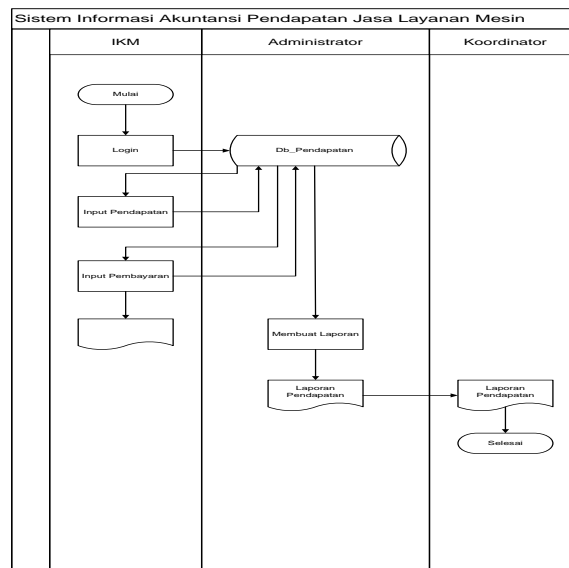 Sistem Informasi Akuntansi Pendapatan Jasa Layanan Mesin
IKM
Administrator
Koordinator
Mulai
Login
Db_Pendapatan
Input Pendapatan
Input Pembayaran
Membuat Laporan
Laporan
Pendapatan
Laporan
Pendapatan
Selesai